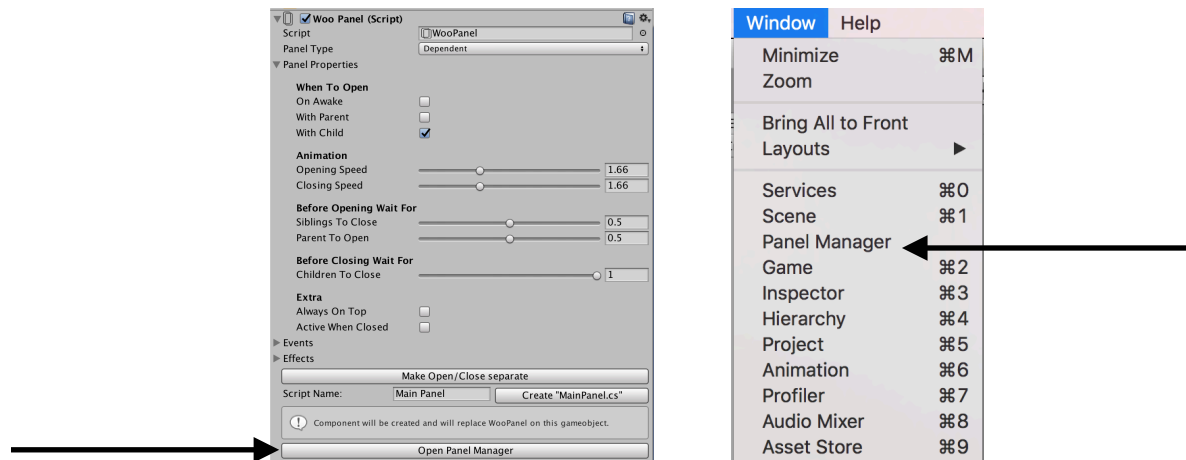 Woo Panel (Script)
Script WooPanel
Panel Type Dependent
Panel Properties
When To Open
On Awake
With Parent
With Child
Animation
Opening Speed 1.66
Closing Speed 1.66
Before Opening Wait For
Siblings To Close 0.5
Parent To Open 0.5
Before Closing Wait For
Children To Close 1
Extra
Always On Top
Active When Closed
Events
Effects
Make Open/Close separate
Script Name: Main Panel Create "MainPanel.cs"
Component will be created and will replace WooPanel on this gameobject.
Open Panel Manager
Window Help
Minimize ⌘M
Zoom
Bring All to Front
Layouts
Services ⌘0
Scene ⌘1
Panel Manager
Game ⌘2
Inspector ⌘3
Hierarchy ⌘4
Project ⌘5
Animation ⌘6
Profiler ⌘7
Audio Mixer ⌘8
Asset Store ⌘9